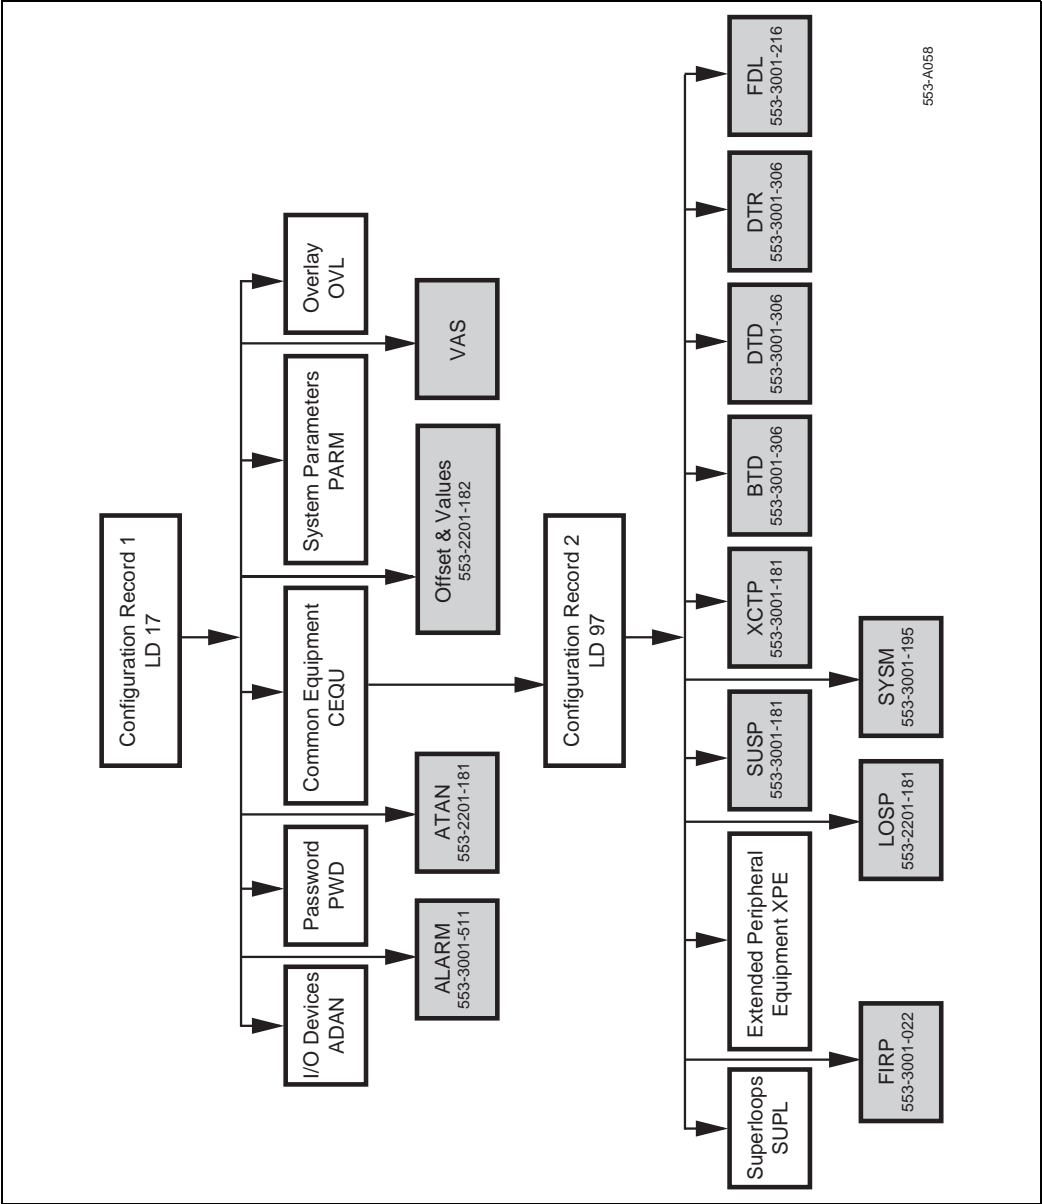 Configuration Record 1
LD 17
I/O Devices
ADAN
Password
PWD
Common Equipment
CEQU
System Parameters
PARM
Overlay
OVL
ALARM
553-3001-511
ATAN
553-2201-181
Offset & Values
553-2201-182
VAS
Configuration Record 2
LD 97
Superloops
SUPL
Extended Peripheral
Equipment XPE
SUSP
553-3001-181
XCTP
553-3001-181
BTD
553-3001-306
DTD
553-3001-306
DTR
553-3001-306
FDL
553-3001-216
FIRP
553-3001-022
LOSP
553-2201-181
SYSM
553-3001-195
553-A058